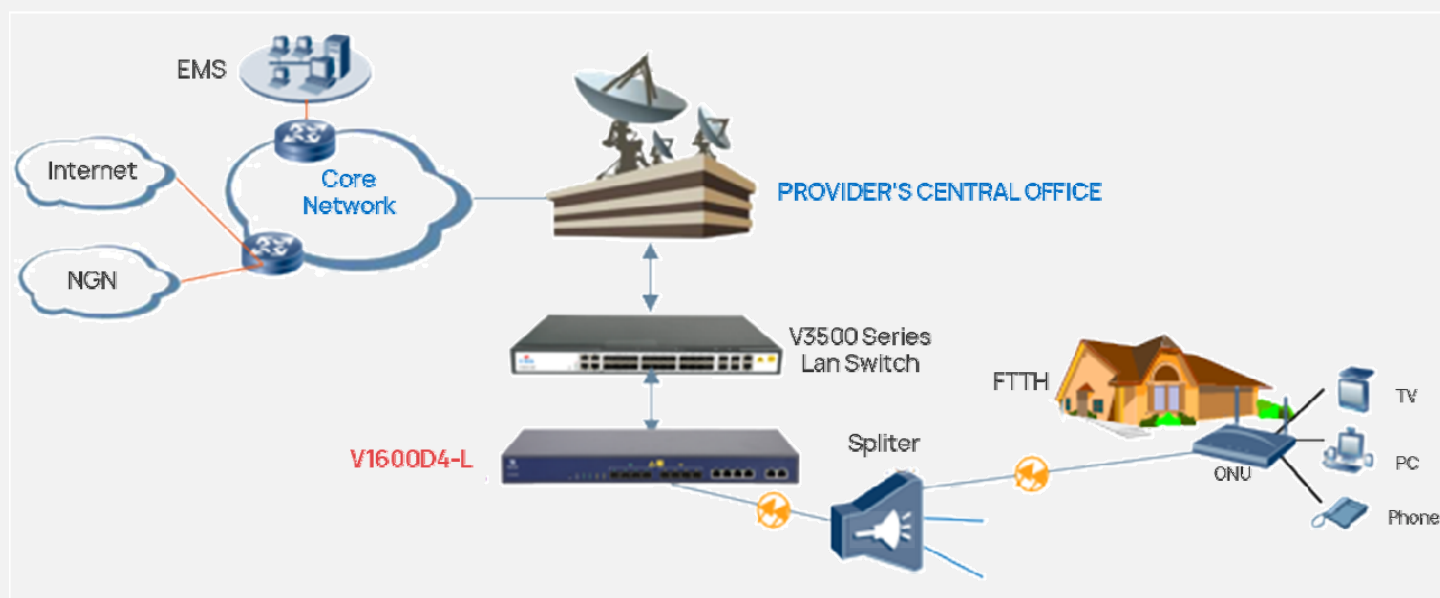 EMS
Internet
Core
Network
PROVIDER'S CENTRAL OFFICE
NGN
V3500 Series
Lan Switch
FTTH
TV
V1600D4-L
Spliter
PC
ONU
Phone